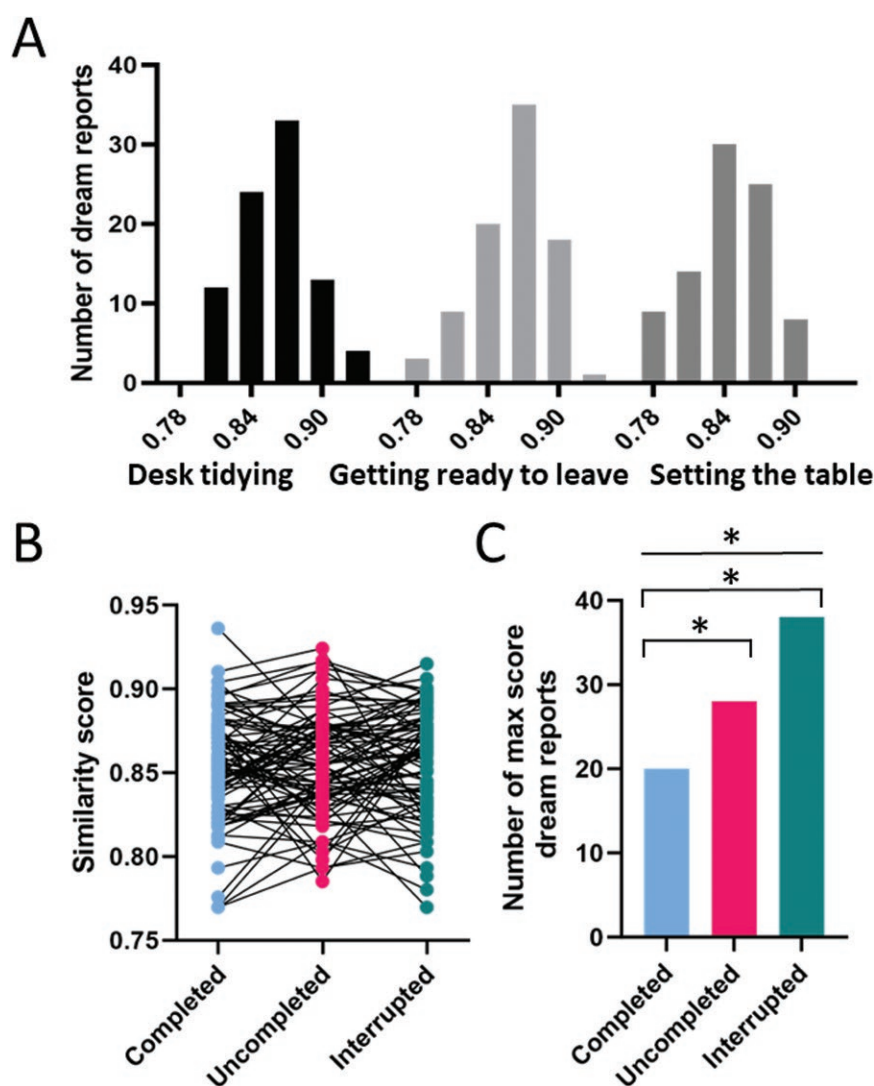 A
Number of dream reports
40
30
20
10
0
0.78 0.84 0.90 0.78 0.84 0.90 0.78 0.84 0.90
Desk tidying Getting ready to leave Setting the table
B
Similarity score
0.95
0.90
0.85
0.80
0.75
Completed Uncompleted Interrupted
C
*
*
*
Number of max score
dream reports
40
30
20
10
0
Completed Uncompleted Interrupted